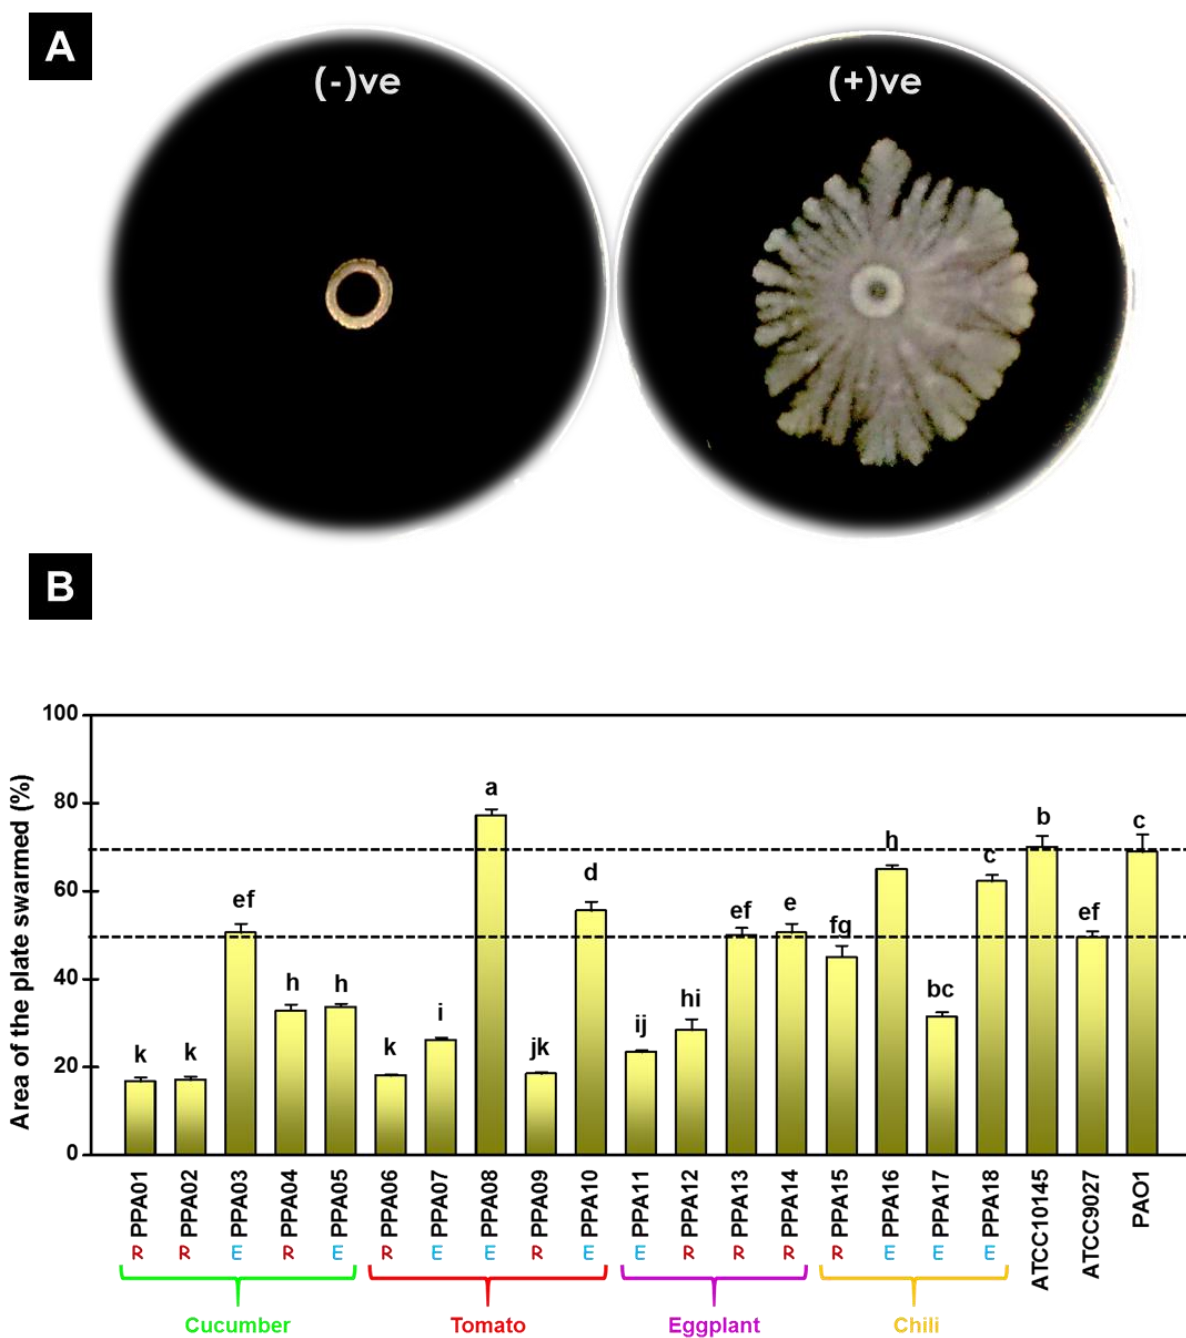 A
(-)ve
(+)ve
B
Area of the plate swarmed (%)
100
80
60
40
20
0
k
k
ef
h
h
k
i
a
jk
d
ij
hi
ef
e
fg
h
bc
c
b
ef
c
PPA01
PPA02
PPA03
PPA04
PPA05
PPA06
PPA07
PPA08
PPA09
PPA10
PPA11
PPA12
PPA13
PPA14
PPA15
PPA16
PPA17
PPA18
ATCC10145
ATCC9027
PAO1
R R E R E R E E R E E R R R R E E E
Cucumber
Tomato
Eggplant
Chili